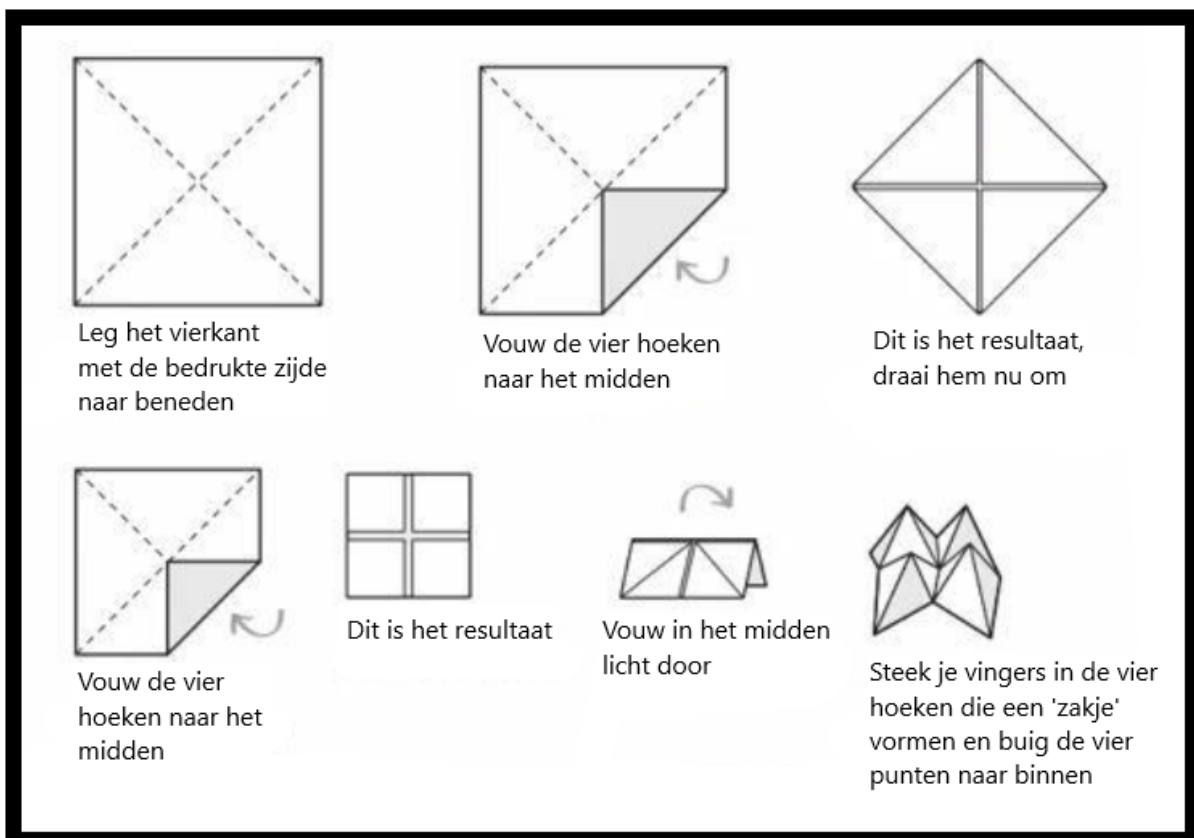 Leg het vierkant
met de bedrukte zijde
naar beneden
Vouw de vier hoeken
naar het midden
Dit is het resultaat,
draai hem nu om
Vouw de vier
hoeken naar het
midden
Dit is het resultaat
Vouw in het midden
licht door
Steek je vingers in de vier
hoeken die een 'zakje'
vormen en buig de vier
punten naar binnen